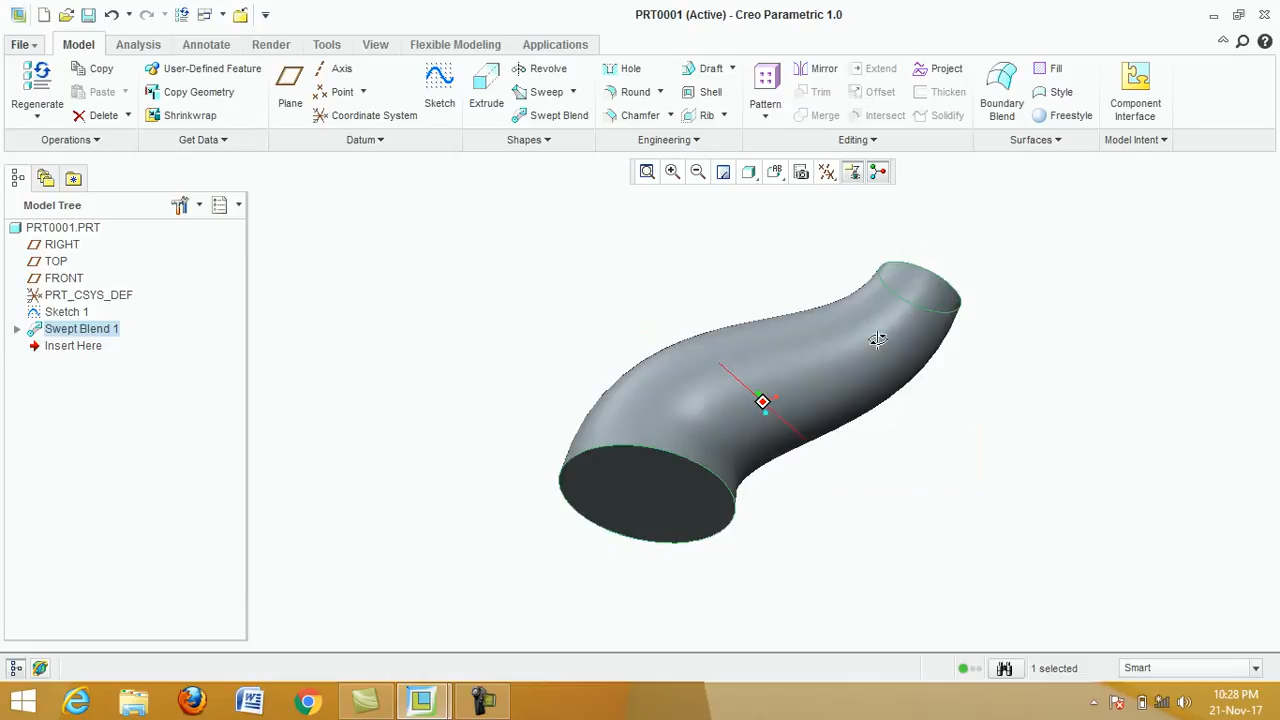 PRT0001 (Active) - Creo Parametric 1.0
File Model Analysis Annotate Render Tools View Flexible Modeling Applications
Regenerate
Copy
Paste
Delete
Operations
User-Defined Feature
Copy Geometry
Shrinkwrap
Get Data
Plane
Axis
Point
Coordinate System
Datum
Sketch
Extrude
Revolve
Sweep
Swept Blend
Shapes
Hole
Round
Chamfer
Draft
Shell
Rib
Engineering
Pattern
Mirror
Trim
Merge
Extend
Offset
Intersect
Project
Thicken
Solidify
Editing
Boundary
Blend
Fill
Style
Freestyle
Surfaces
Component
Interface
Model Intent
Model Tree
PRT0001.PRT
RIGHT
TOP
FRONT
PRT_CSYS_DEF
Sketch 1
Swept Blend 1
Insert Here
1 selected
Smart
10:28 PM
21-Nov-17